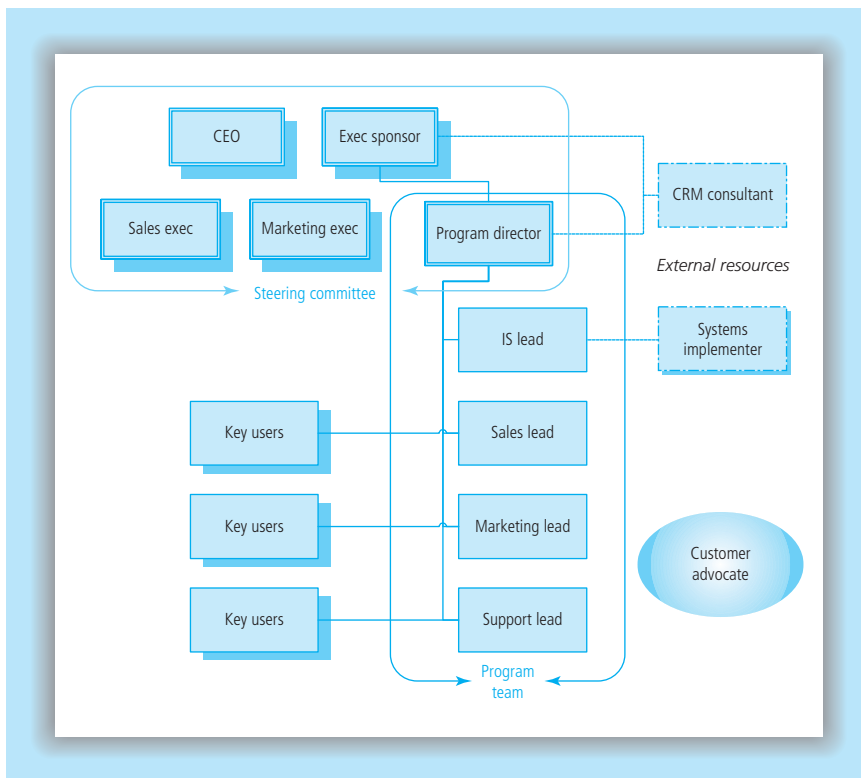 CEO
Exec sponsor
CRM consultant
Sales exec
Marketing exec
Program director
External resources
Steering committee
IS lead
Systems
implementer
Key users
Sales lead
Key users
Marketing lead
Customer
advocate
Key users
Support lead
Program
team